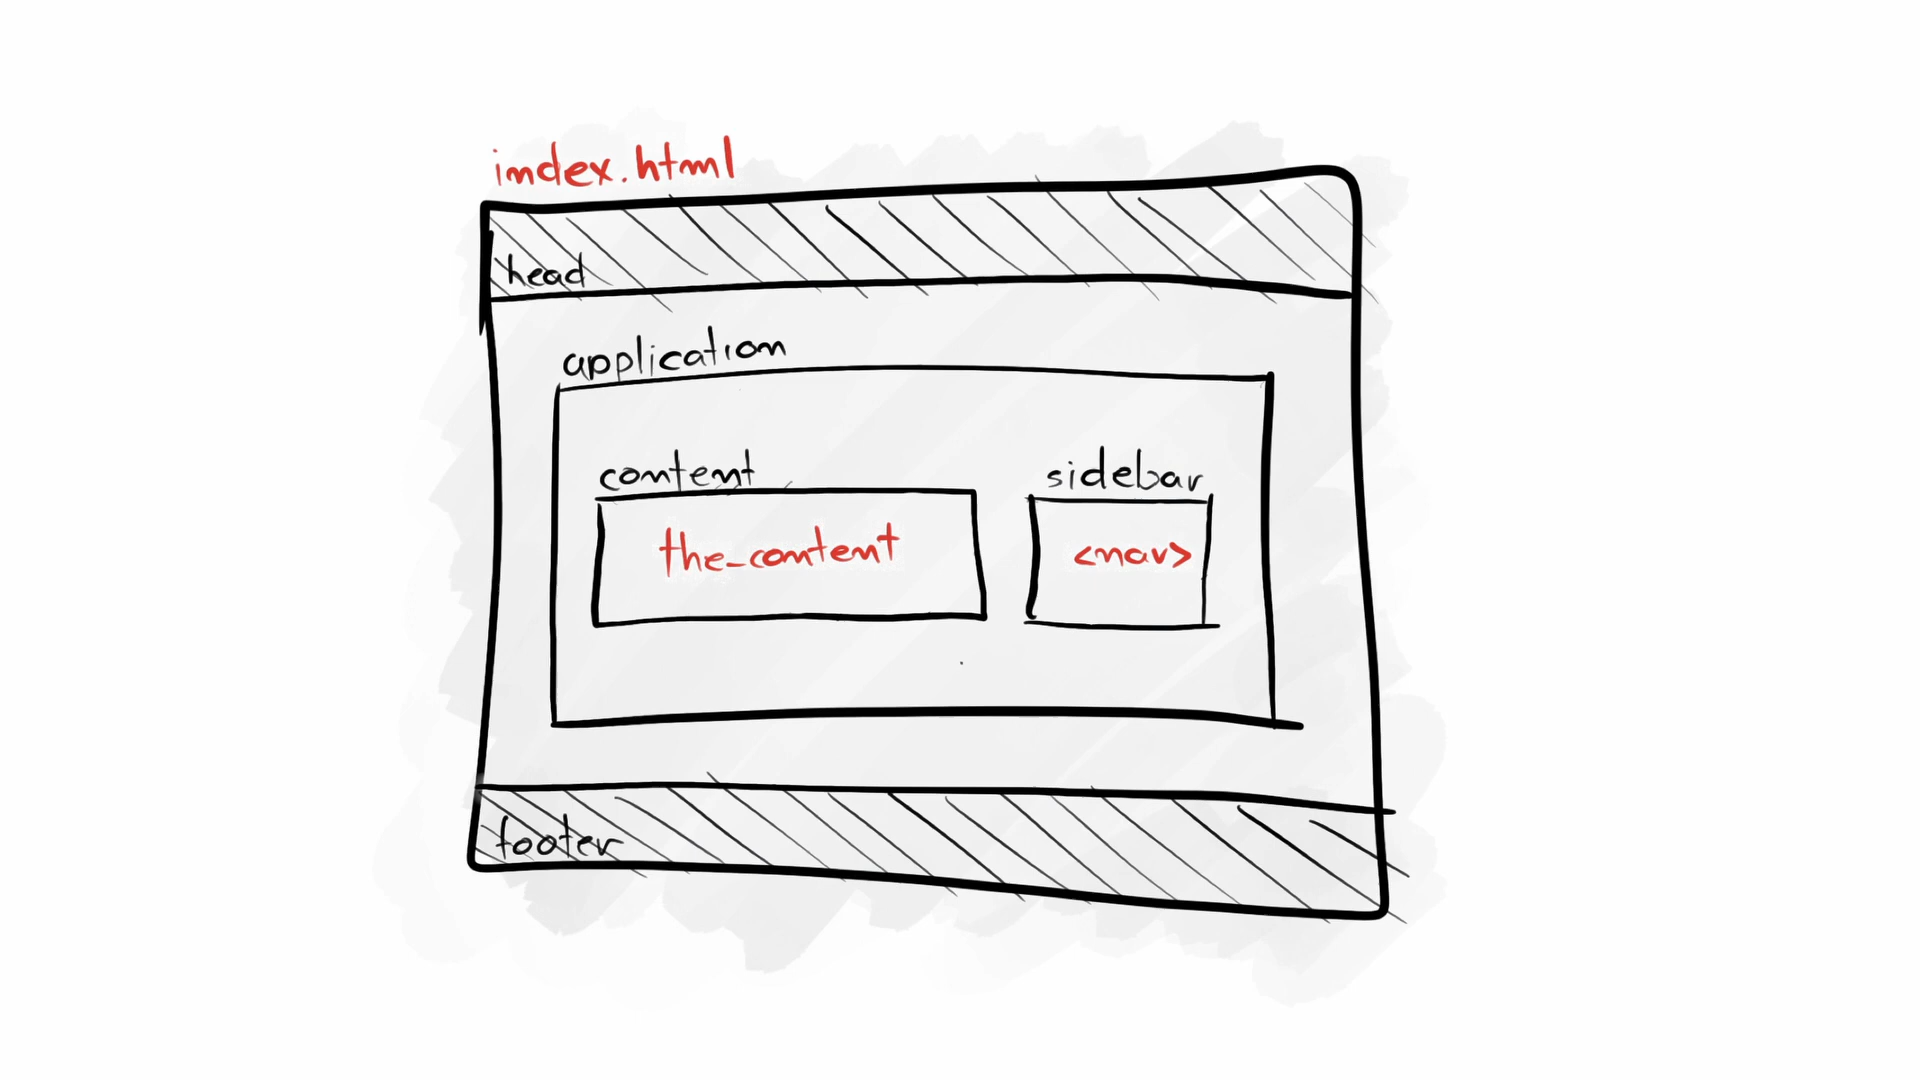 index.html
head
application
content
the_content
sidebar
<nav>
footer